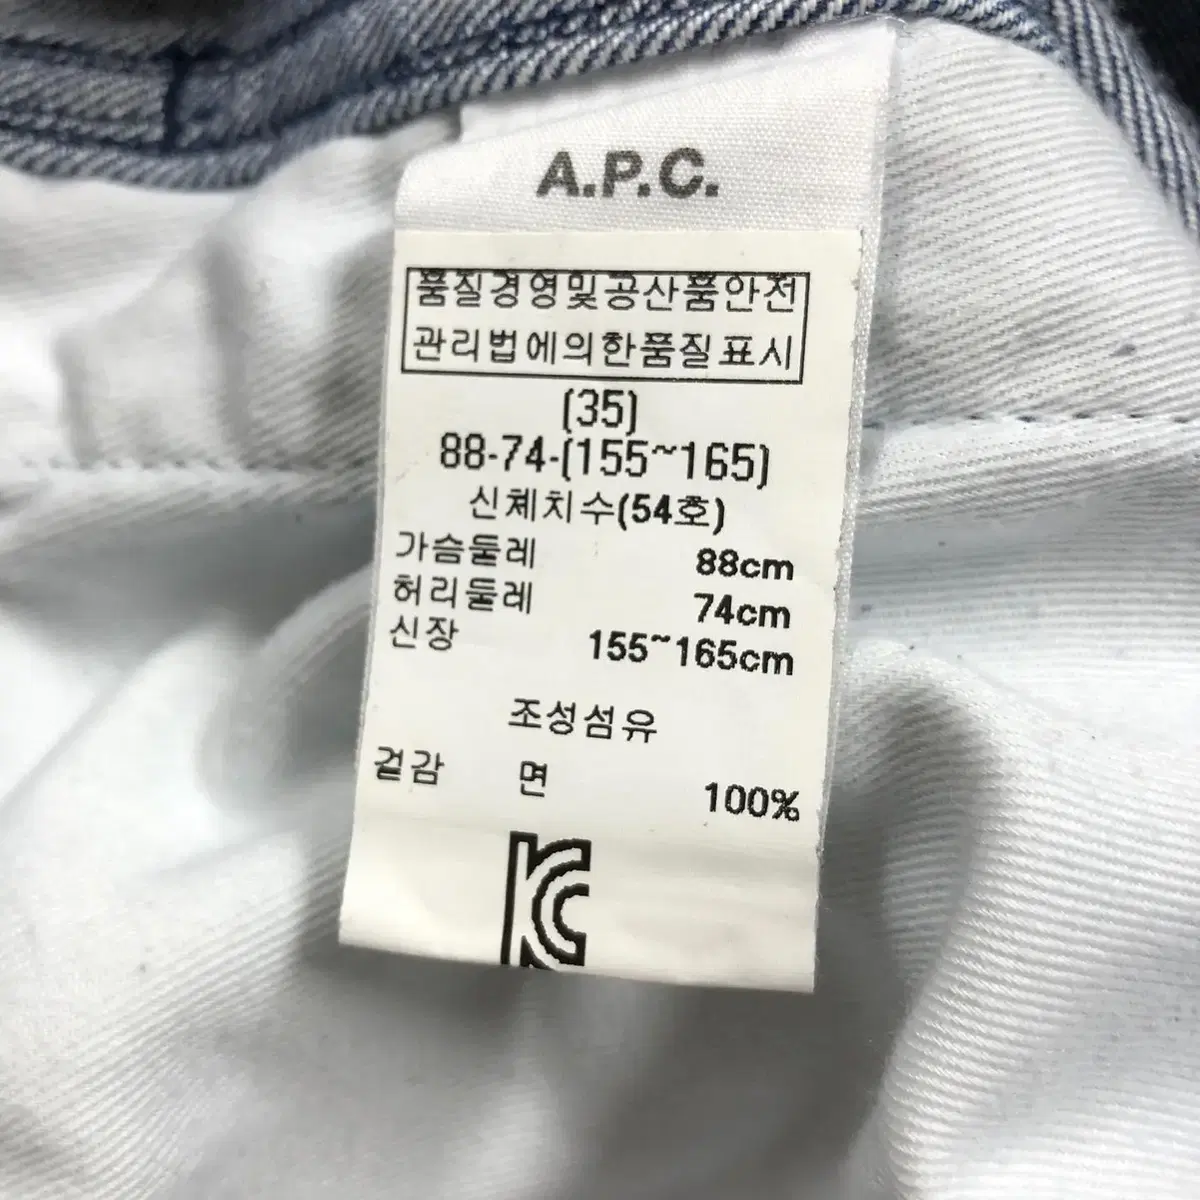 A.P.C.
품질경영및공산품안전
관리법에의한품질표시
(35)
88-74-(155~165)
신체치수(54호)
가슴둘레 88cm
허리둘레 74cm
신장 155~165cm
조성섬유
겉감 면 100%
KC